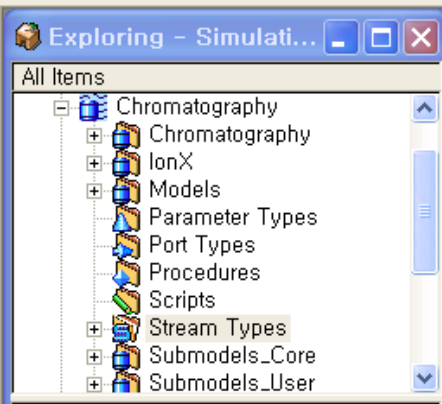 Exploring - Simulati...
All Items
Chromatography
Chromatography
IonX
Models
Parameter Types
Port Types
Procedures
Scripts
Stream Types
Submodels_Core
Submodels_User